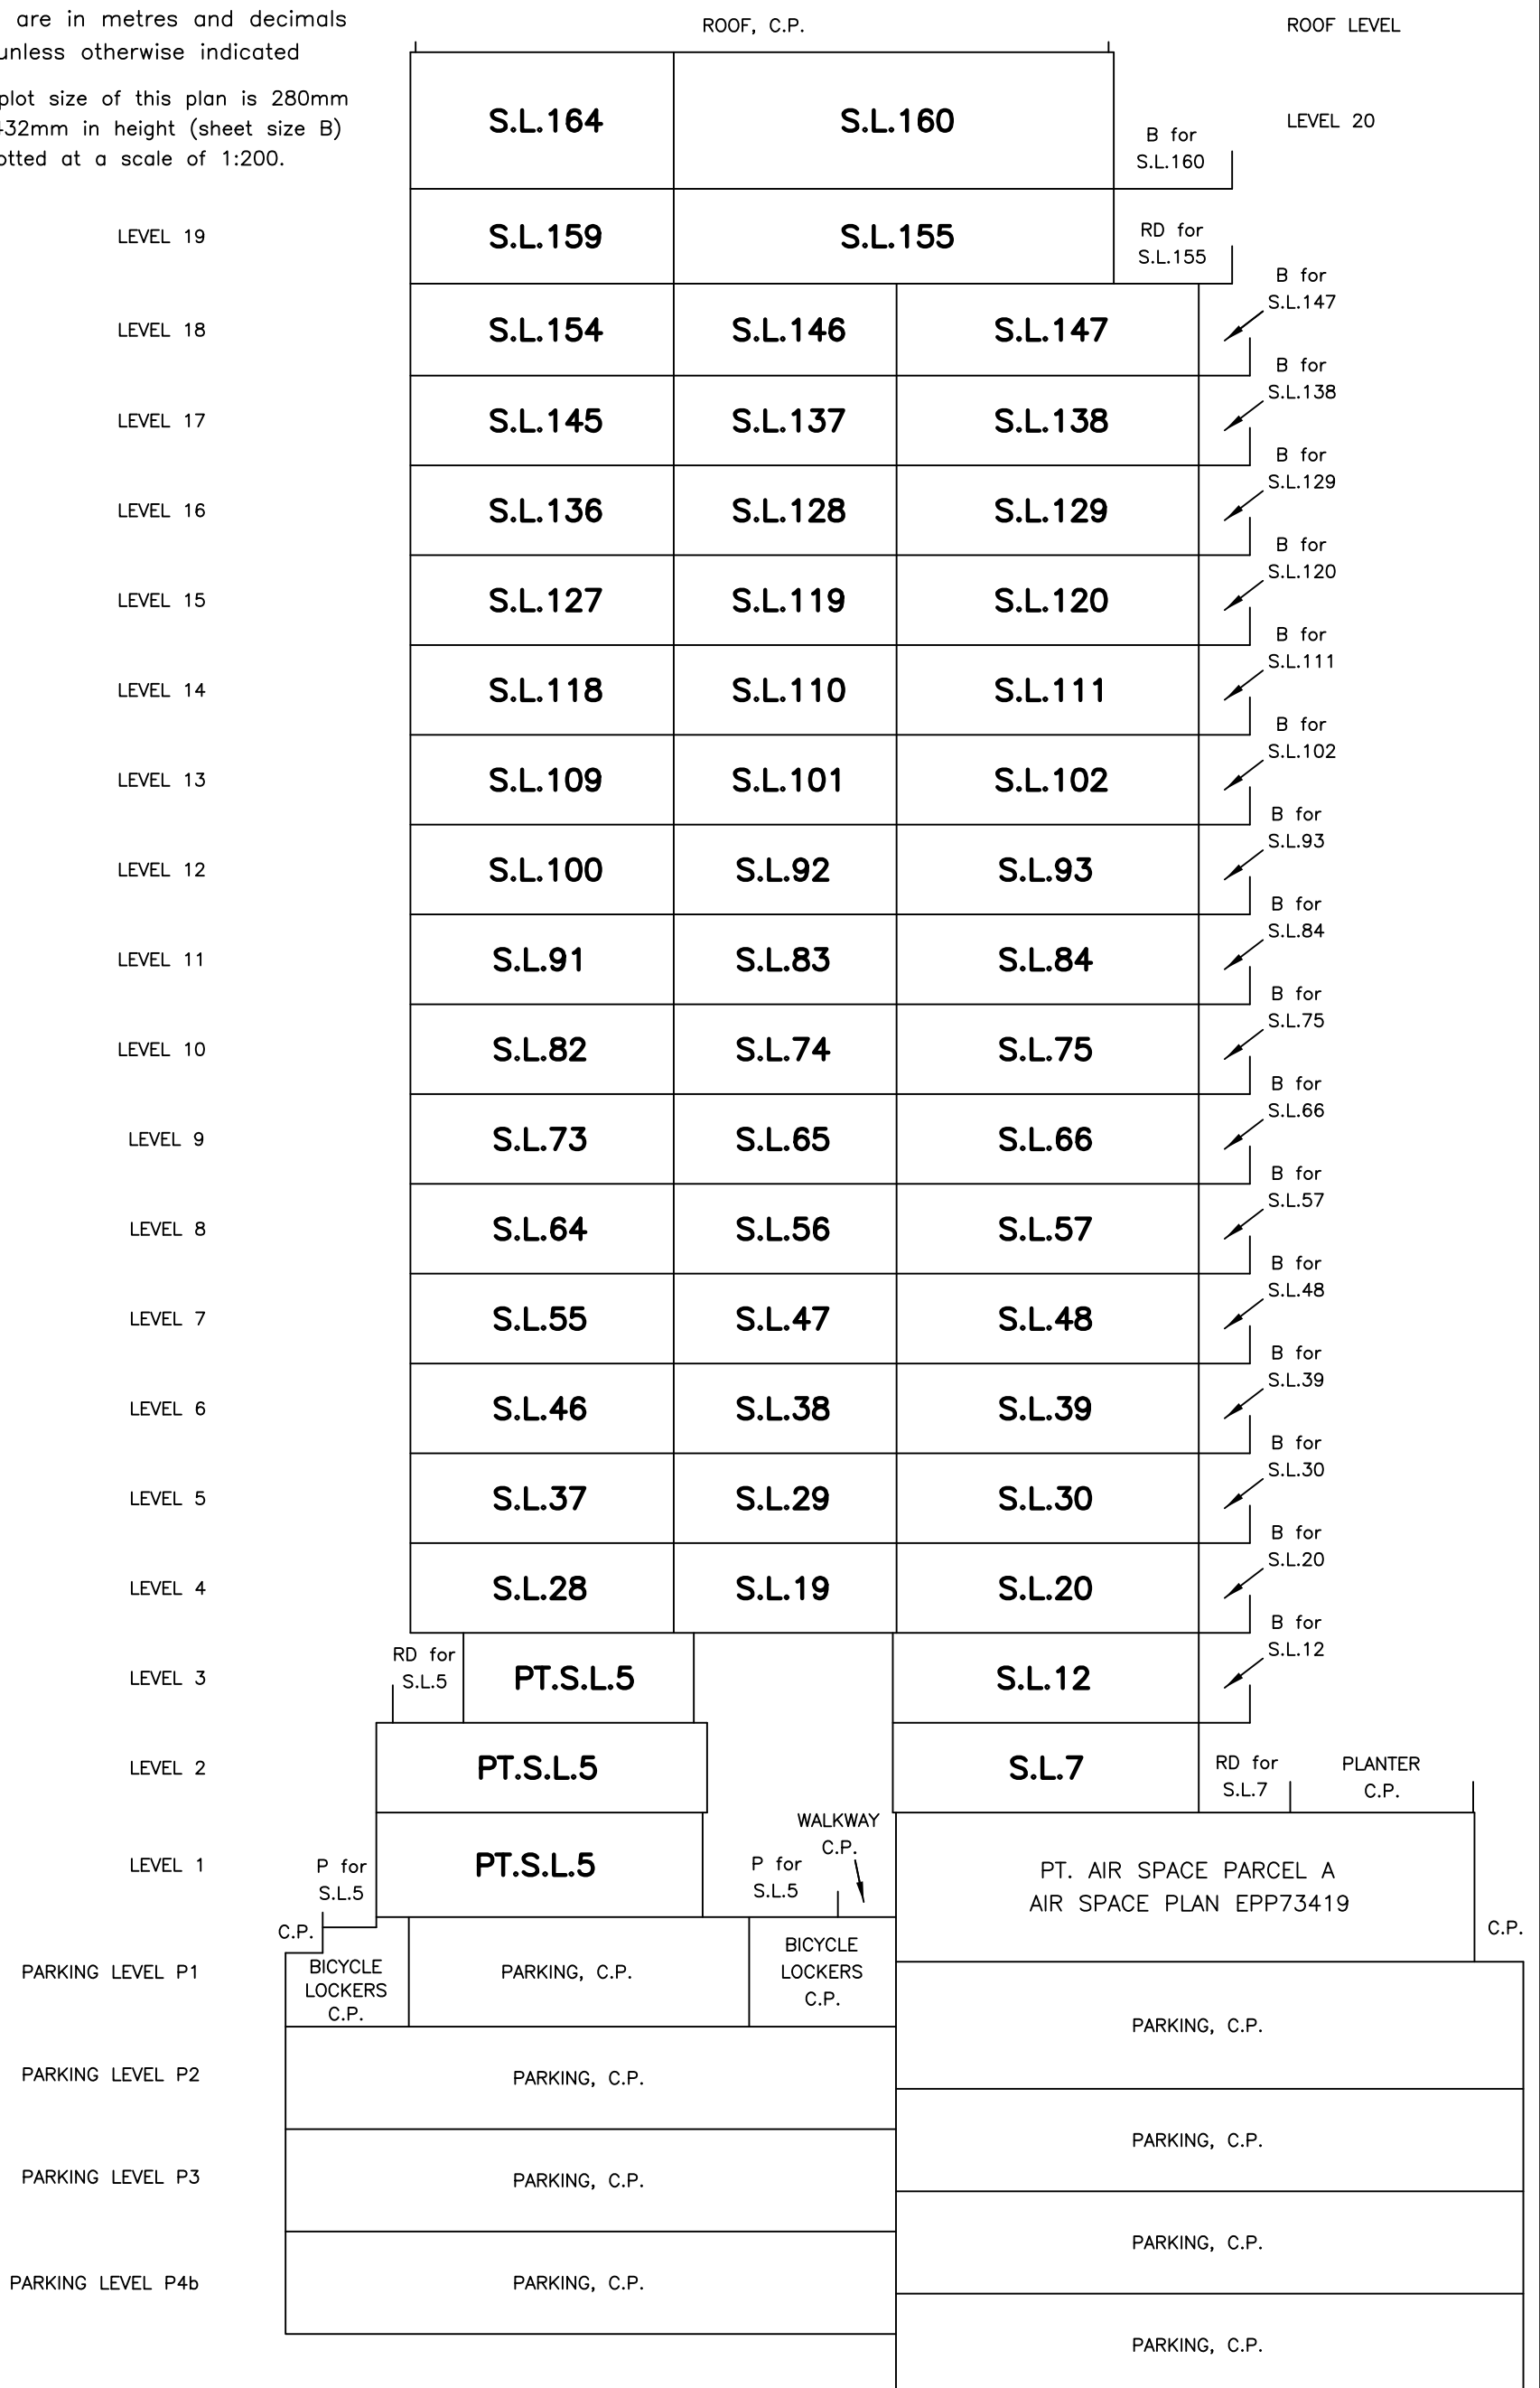 are in metres and decimals
unless otherwise indicated
plot size of this plan is 280mm
432mm in height (sheet size B)
at a scale of 1:200.
ROOF, C.P.
ROOF LEVEL
S.L.164
S.L.160
B for
S.L.160
LEVEL 20
LEVEL 19
S.L.159
S.L.155
RD for
S.L.155
LEVEL 18
S.L.154
S.L.146
S.L.147
B for
S.L.147
LEVEL 17
S.L.145
S.L.137
S.L.138
B for
S.L.138
LEVEL 16
S.L.136
S.L.128
S.L.129
B for
S.L.129
LEVEL 15
S.L.127
S.L.119
S.L.120
B for
S.L.120
LEVEL 14
S.L.118
S.L.110
S.L.111
B for
S.L.111
LEVEL 13
S.L.109
S.L.101
S.L.102
B for
S.L.102
LEVEL 12
S.L.100
S.L.92
S.L.93
B for
S.L.93
LEVEL 11
S.L.91
S.L.83
S.L.84
B for
S.L.84
LEVEL 10
S.L.82
S.L.74
S.L.75
B for
S.L.75
LEVEL 9
S.L.73
S.L.65
S.L.66
B for
S.L.66
LEVEL 8
S.L.64
S.L.56
S.L.57
B for
S.L.57
LEVEL 7
S.L.55
S.L.47
S.L.48
B for
S.L.48
LEVEL 6
S.L.46
S.L.38
S.L.39
B for
S.L.39
LEVEL 5
S.L.37
S.L.29
S.L.30
B for
S.L.30
LEVEL 4
S.L.28
S.L.19
S.L.20
B for
S.L.20
LEVEL 3
RD for
S.L.5
PT.S.L.5
S.L.12
B for
S.L.12
LEVEL 2
PT.S.L.5
S.L.7
RD for
S.L.7
PLANTER
C.P.
LEVEL 1
P for
S.L.5
PT.S.L.5
P for
S.L.5
WALKWAY
C.P.
PT. AIR SPACE PARCEL A
AIR SPACE PLAN EPP73419
C.P.
C.P.
PARKING LEVEL P1
BICYCLE
LOCKERS
C.P.
PARKING, C.P.
BICYCLE
LOCKERS
C.P.
PARKING, C.P.
PARKING LEVEL P2
PARKING, C.P.
PARKING, C.P.
PARKING LEVEL P3
PARKING, C.P.
PARKING, C.P.
PARKING LEVEL P4b
PARKING, C.P.
PARKING, C.P.